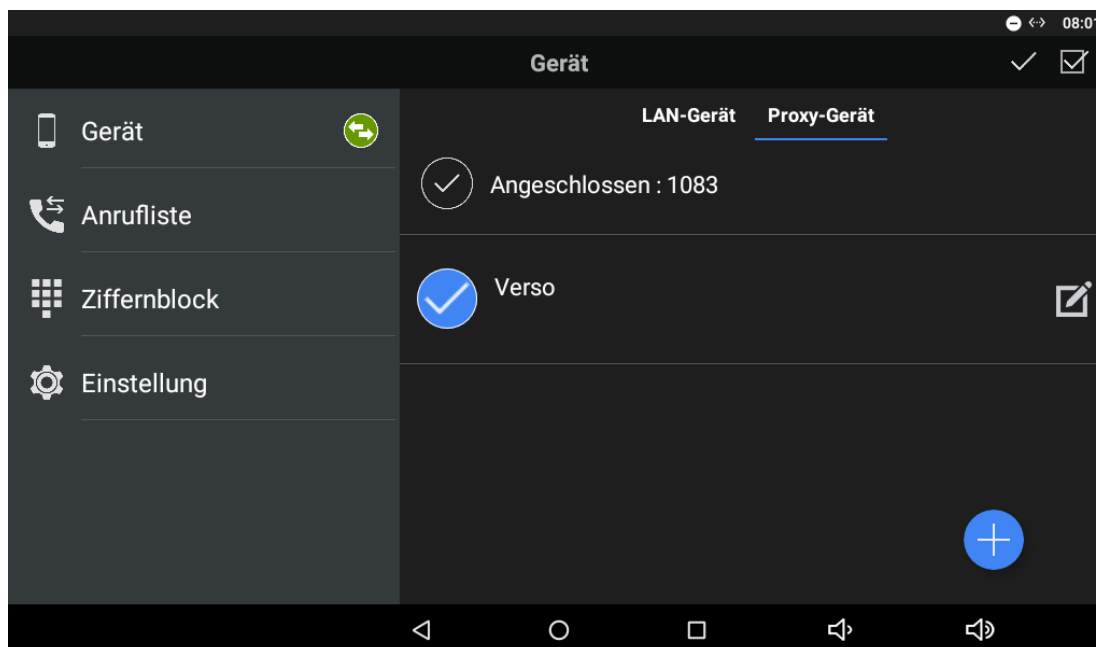 08:01
Gerät
Gerät
Anrufliste
Ziffernblock
Einstellung
LAN-Gerät Proxy-Gerät
Angeschlossen : 1083
Verso